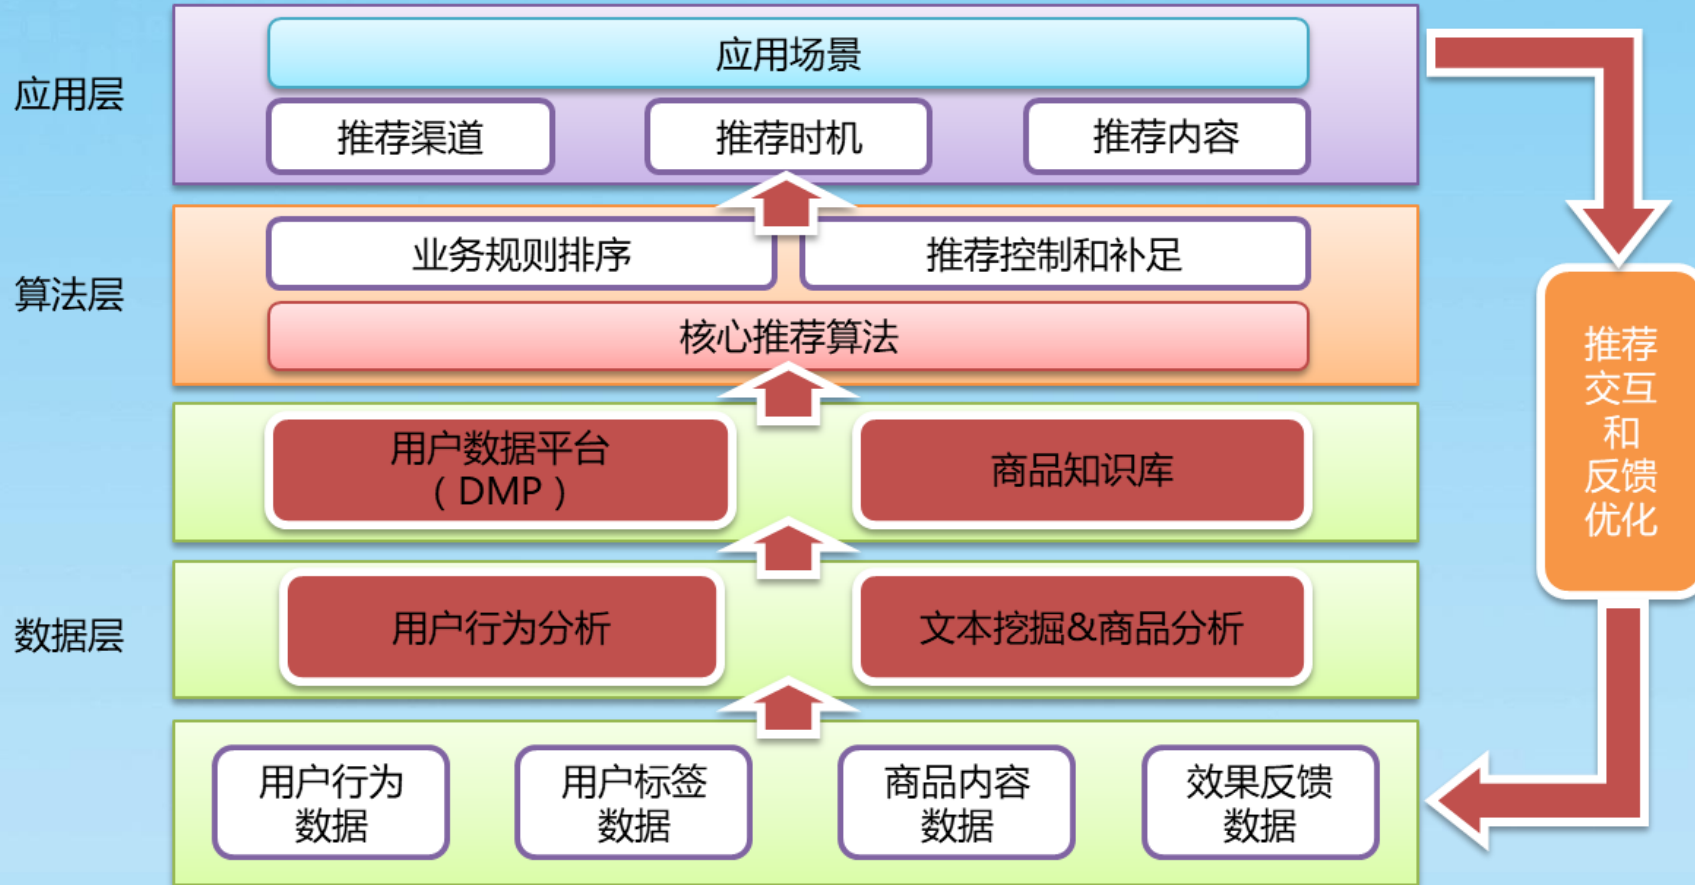 应用层
应用场景
推荐渠道
推荐时机
推荐内容
算法层
业务规则排序
推荐控制和补足
核心推荐算法
用户数据平台
（DMP）
商品知识库
数据层
用户行为分析
文本挖掘&商品分析
用户行为
数据
用户标签
数据
商品内容
数据
效果反馈
数据
推荐
交互
和
反馈
优化